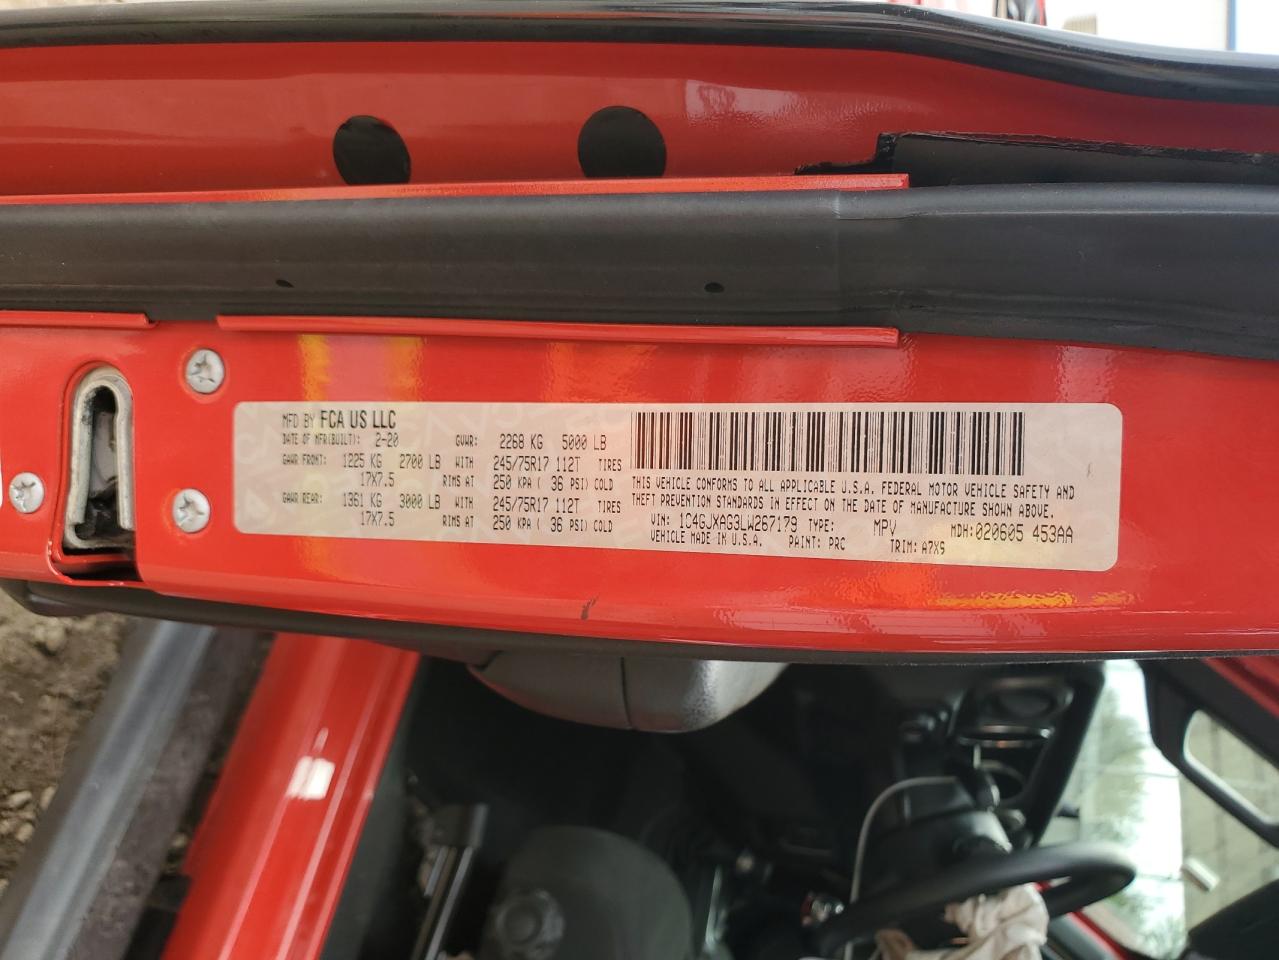 MFD BY FCA US LLC
DATE OF MFR(BUILT): 2-20 GVWR: 2268 KG 5000 LB
GAWR FRONT: 1225 KG 2700 LB WITH 245/75R17 112T TIRES
17X7.5 RIMS AT 250 KPA ( 36 PSI) COLD
GAWR REAR: 1361 KG 3000 LB WITH 245/75R17 112T TIRES
17X7.5 RIMS AT 250 KPA ( 36 PSI) COLD
THIS VEHICLE CONFORMS TO ALL APPLICABLE U.S.A. FEDERAL MOTOR VEHICLE SAFETY AND
THEFT PREVENTION STANDARDS IN EFFECT ON THE DATE OF MANUFACTURE SHOWN ABOVE.
VIN: 1C4GJXAG3LW267179 TYPE: MPV MDH:020605 453AA
VEHICLE MADE IN U.S.A. PAINT: PRC TRIM: A7X9